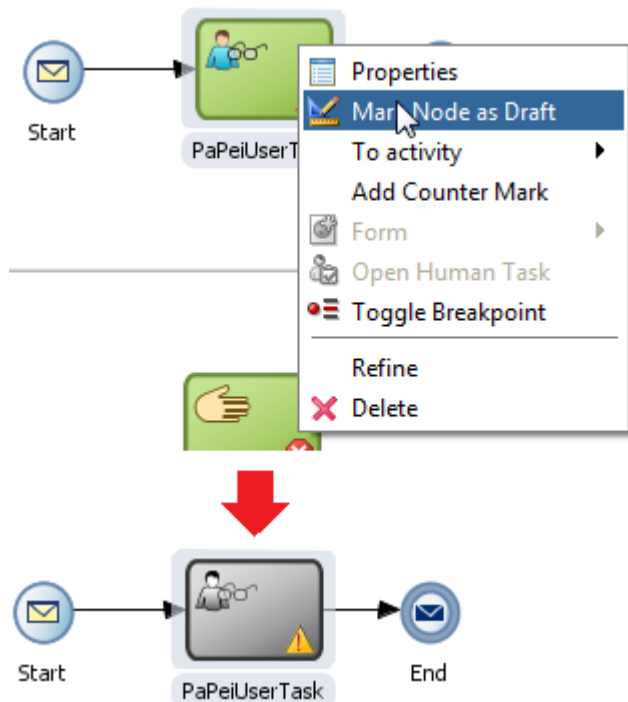 Start
PaPeiUserT
Properties
Mark Node as Draft
To activity
Add Counter Mark
Form
Open Human Task
Toggle Breakpoint
Refine
Delete
Start
PaPeiUserTask
End